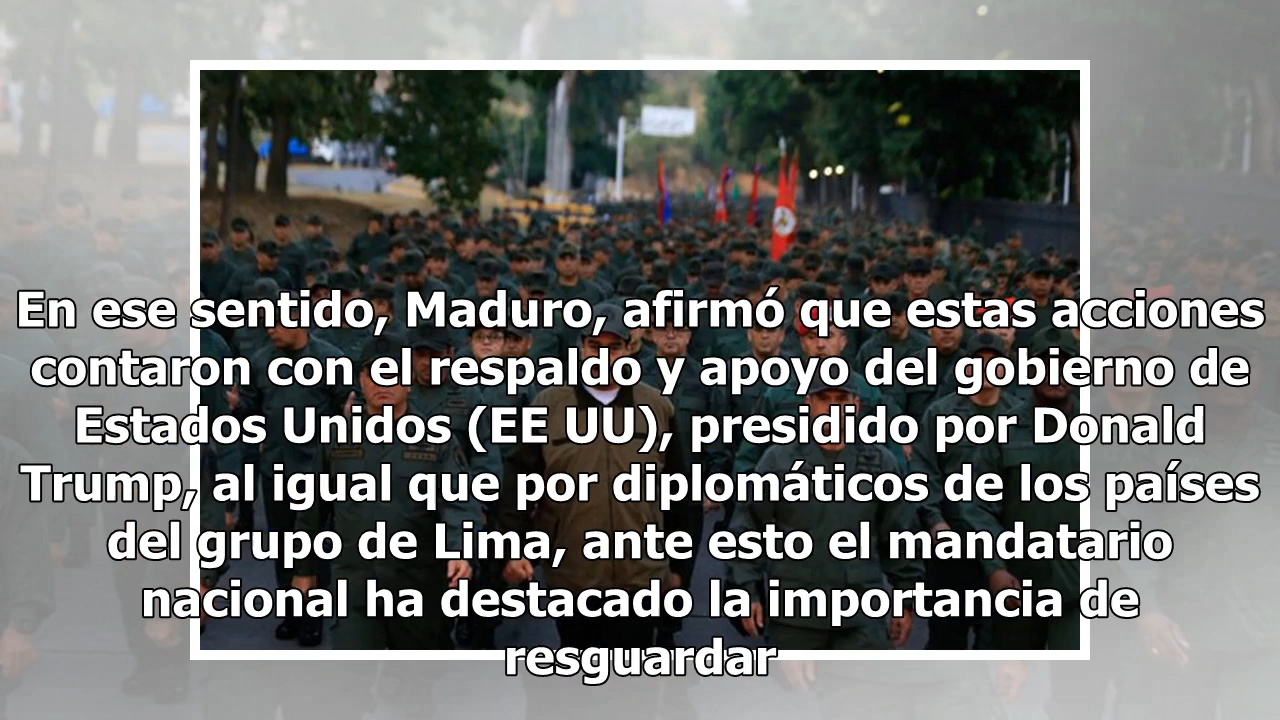 En ese sentido, Maduro, afirmó que estas acciones
contaron con el respaldo y apoyo del gobierno de
Estados Unidos (EE UU), presidido por Donald
Trump, al igual que por diplomáticos de los países
del grupo de Lima, ante esto el mandatario
nacional ha destacado la importancia de
resguardar